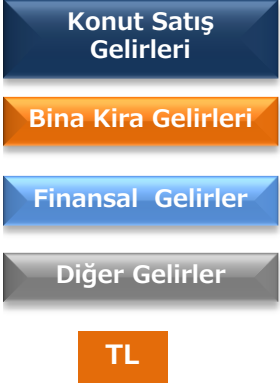 Konut Satış
Gelirleri
Bina Kira Gelirleri
Finansal Gelirler
Diğer Gelirler
TL